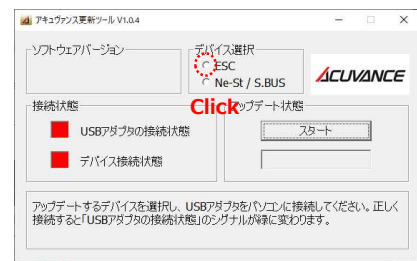 アキュヴァンス更新ツール V1.0.4
ソフトウェアバージョン
デバイス選択
ESC
Ne-St / S.BUS
ACUVANCE
Click
接続状態
USBアダプタの接続状態
デバイス接続状態
アップデート状態
スタート
アップデートするデバイスを選択し、USBアダプタをパソコンに接続してください。正しく
接続すると「USBアダプタの接続状態」のシグナルが緑に変わります。